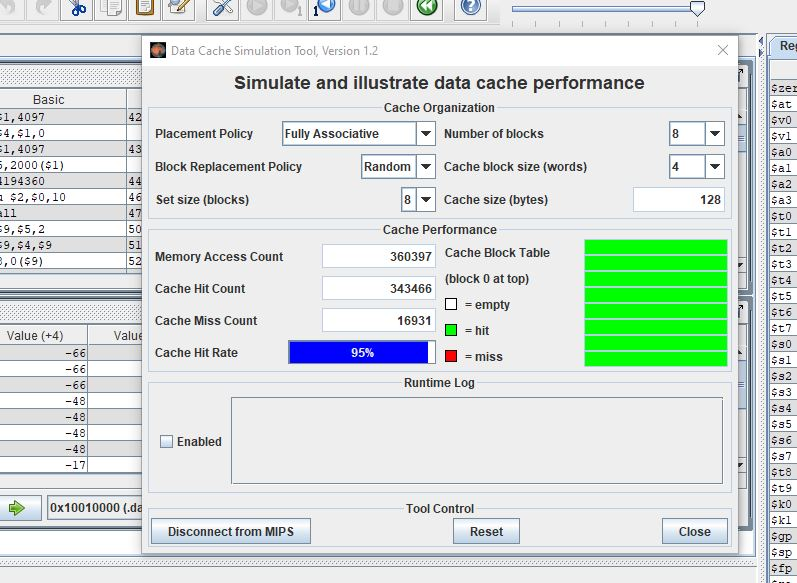 Data Cache Simulation Tool, Version 1.2
Simulate and illustrate data cache performance
Cache Organization
Placement Policy Fully Associative Number of blocks 8
Block Replacement Policy Random Cache block size (words) 4
Set size (blocks) 8 Cache size (bytes) 128
Cache Performance
Memory Access Count 360397
Cache Hit Count 343466
Cache Miss Count 16931
Cache Hit Rate 95%
Cache Block Table
(block 0 at top)
= empty
= hit
= miss
Runtime Log
Enabled
Tool Control
Disconnect from MIPS Reset Close
Basic
$1,4097 42
$4,$1,0
$1,4097 43
,2000($1)
4194360 44
$2,$0,10 46
all 47
$9,$5,2 50
$9,$4,$9 51
,0($9) 52
Value (+4) Value
-66
-66
-66
-48
-48
-48
-48
-17
0x10010000 (.da
Reg
$zer
$at
$v0
$v1
$a0
$a1
$a2
$a3
$t0
$t1
$t2
$t3
$t4
$t5
$t6
$t7
$s0
$s1
$s2
$s3
$s4
$s5
$s6
$s7
$t8
$t9
$k0
$k1
$gp
$sp
$fp